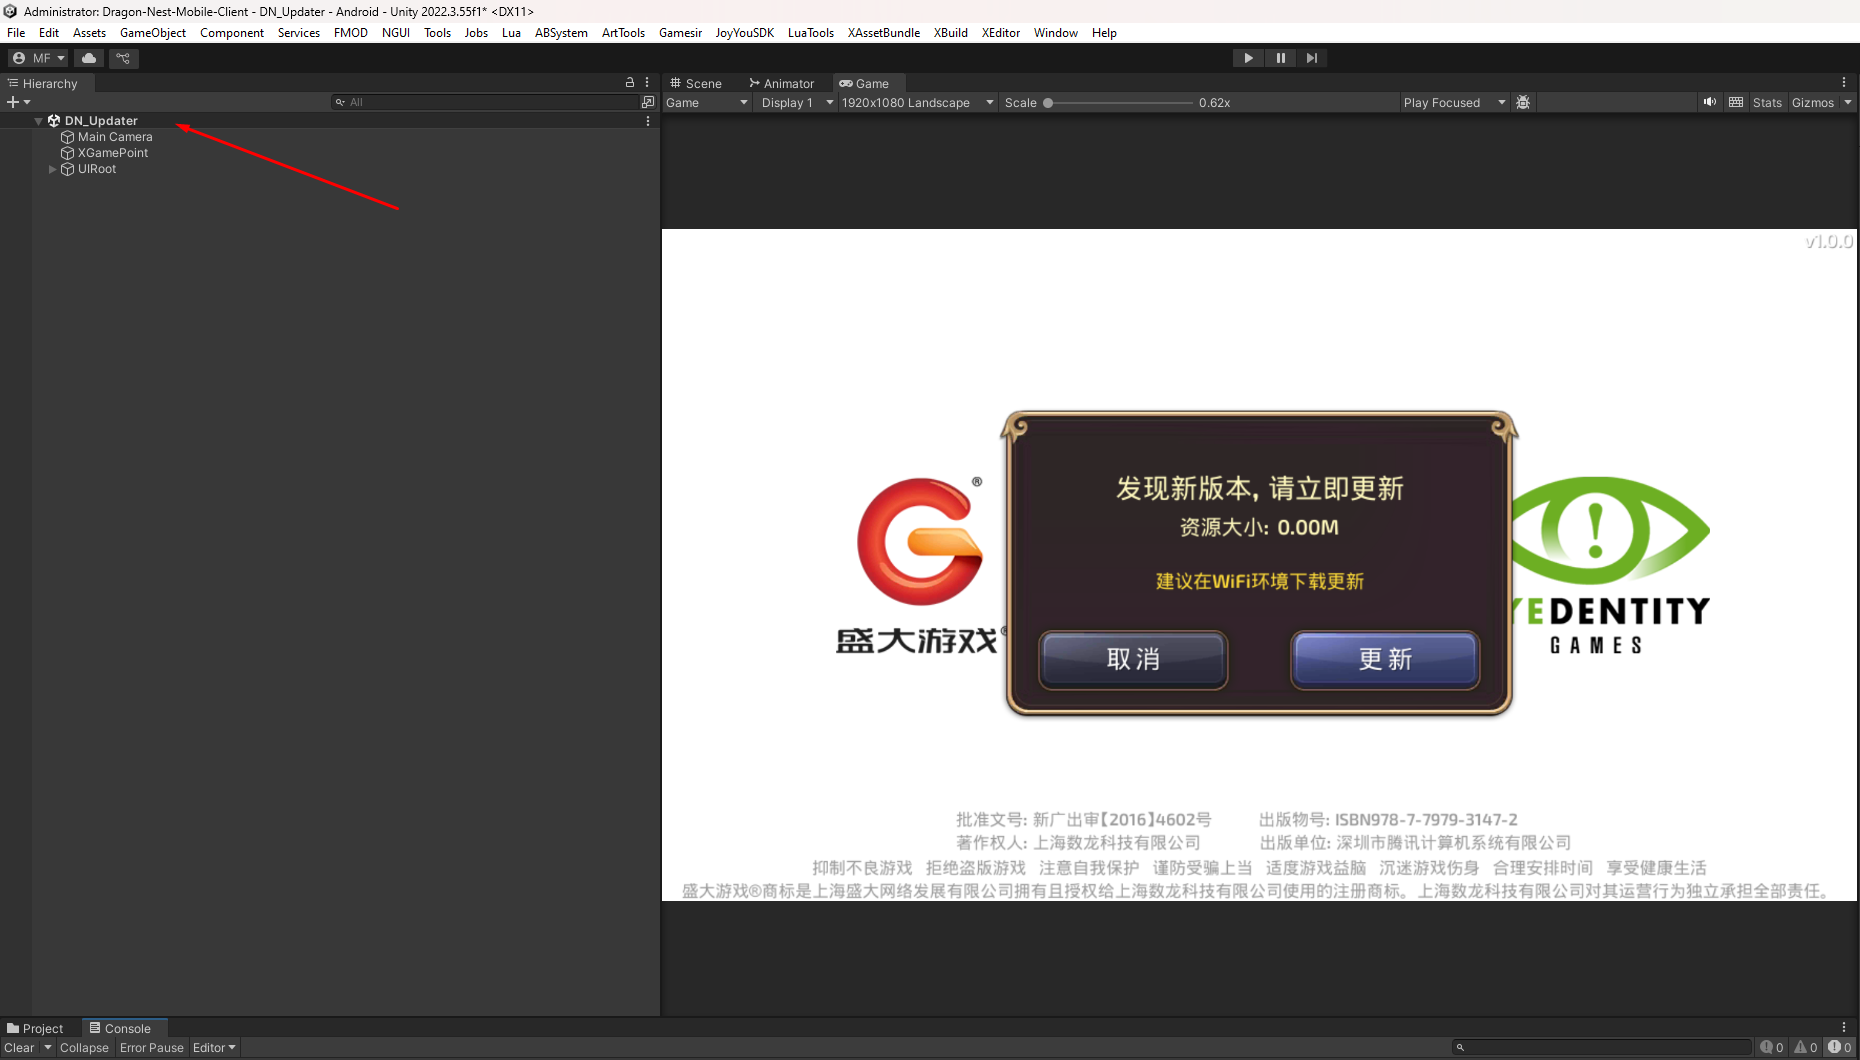 Administrator: Dragon-Nest-Mobile-Client - DN_Updater - Android - Unity 2022.3.55f1* <DX11>
File Edit Assets GameObject Component Services FMOD NGUI Tools Jobs Lua ABSystem ArtTools Gamesir JoyYouSDK LuaTools XAssetBundle XBuild XEditor Window Help
MF
Hierarchy
All
DN_Updater
Main Camera
XGamePoint
UIRoot
Scene Animator Game
Game Display 1 1920x1080 Landscape Scale 0.62x Play Focused Stats Gizmos
v1.0.0
发现新版本, 请立即更新
资源大小: 0.00M
建议在WiFi环境下载更新
取消 更新
盛大游戏®
®
YEDENTITY
GAMES
批准文号: 新广出审【2016】4602号 出版物号: ISBN978-7-7979-3147-2
著作权人: 上海数龙科技有限公司 出版单位: 深圳市腾讯计算机系统有限公司
抑制不良游戏 拒绝盗版游戏 注意自我保护 谨防受骗上当 适度游戏益脑 沉迷游戏伤身 合理安排时间 享受健康生活
盛大游戏®商标是上海盛大网络发展有限公司拥有且授权给上海数龙科技有限公司使用的注册商标。上海数龙科技有限公司对其运营行为独立承担全部责任。
Project Console
Clear Collapse Error Pause Editor 0 0 0